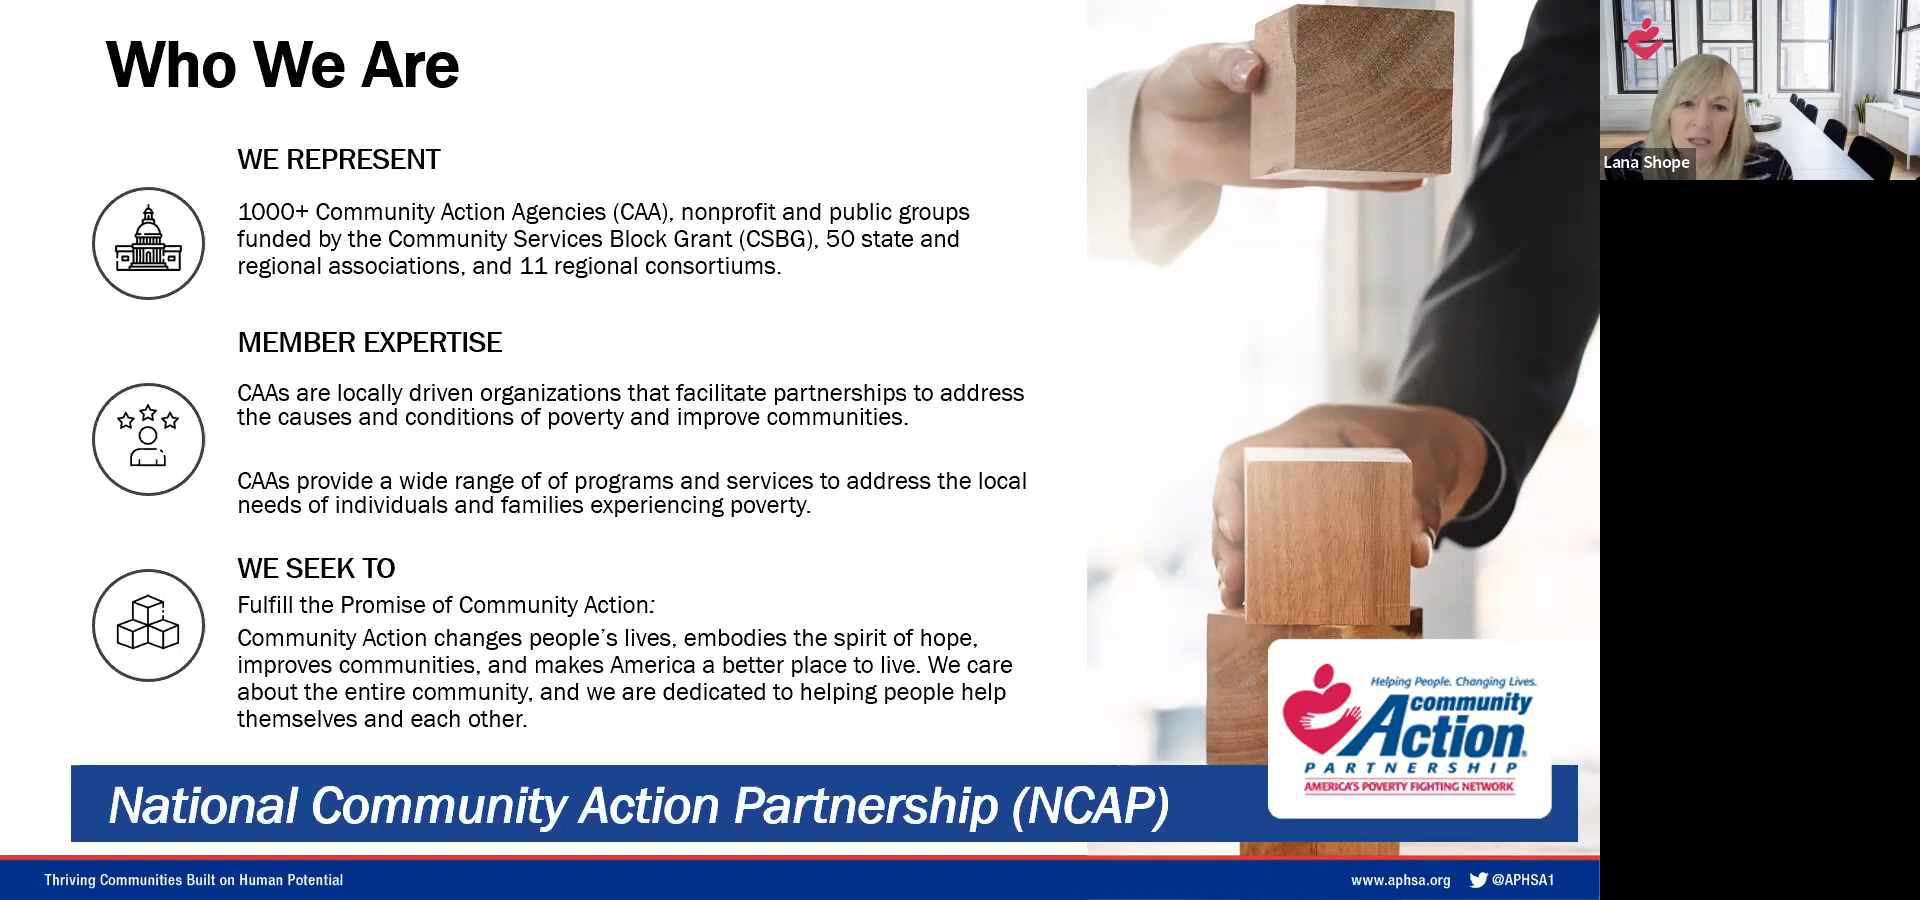 Who We Are
WE REPRESENT
1000+ Community Action Agencies (CAA), nonprofit and public groups
funded by the Community Services Block Grant (CSBG), 50 state and
regional associations, and 11 regional consortiums.
MEMBER EXPERTISE
CAAs are locally driven organizations that facilitate partnerships to address
the causes and conditions of poverty and improve communities.
CAAs provide a wide range of of programs and services to address the local
needs of individuals and families experiencing poverty.
WE SEEK TO
Fulfill the Promise of Community Action:
Community Action changes people’s lives, embodies the spirit of hope,
improves communities, and makes America a better place to live. We care
about the entire community, and we are dedicated to helping people help
themselves and each other.
National Community Action Partnership (NCAP)
Helping People. Changing Lives.
community
Action®
PARTNERSHIP
AMERICA'S POVERTY FIGHTING NETWORK
Thriving Communities Built on Human Potential
www.aphsa.org
@APHSA1
Lana Shope